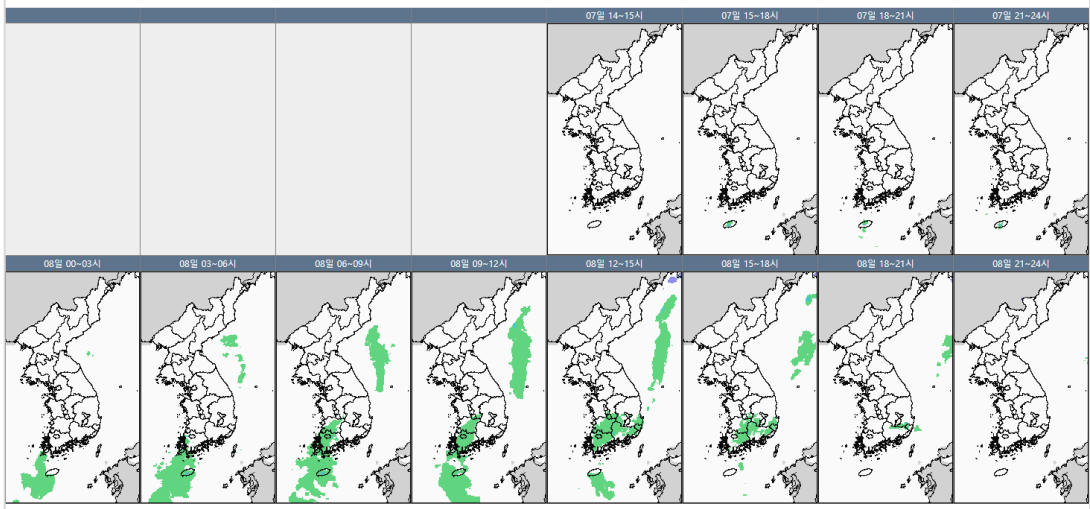 07일 14~15시
07일 15~18시
07일 18~21시
07일 21~24시
08일 00~03시
08일 03~06시
08일 06~09시
08일 09~12시
08일 12~15시
08일 15~18시
08일 18~21시
08일 21~24시